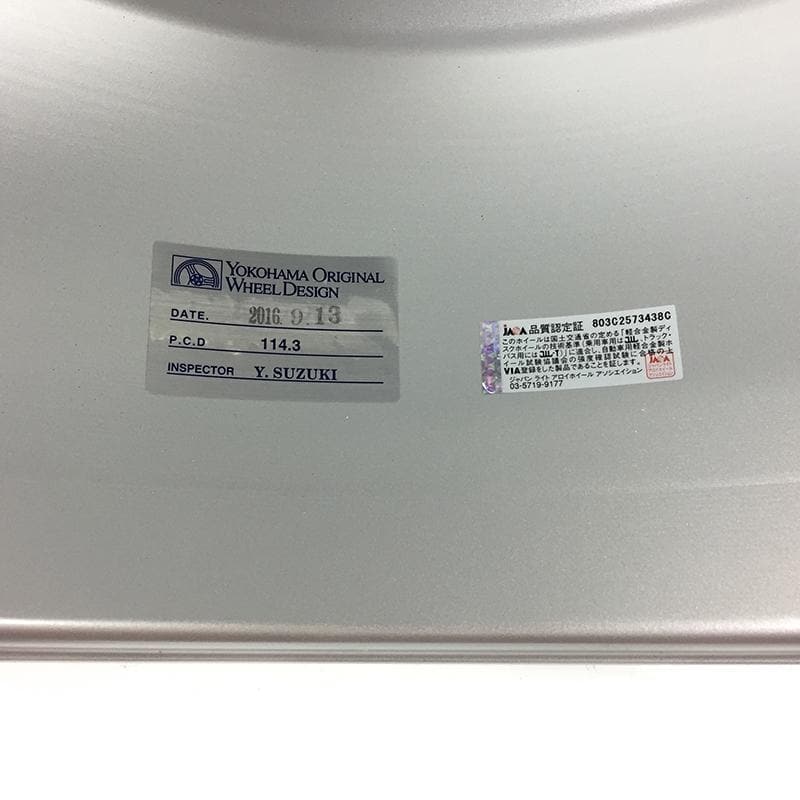 YOKOHAMA ORIGINAL
WHEEL DESIGN
DATE. 2016. 9.13
P.C.D 114.3
INSPECTOR Y. SUZUKI
JAWA 品質認定証 803C2573438C
このホイールは国土交通省の定める「軽合金製ディ
スクホイールの技術基準(乗用車用はJWL、トラック・
バス用にはJWL-T)」に適合し、自動車用軽合金ホ
イール試験協議会の強度確認試験に合格の上
VIA登録をした製品であることを証します。
ジャパン ライト アロイホイール アソシエイション
03-5719-9177
JAWA